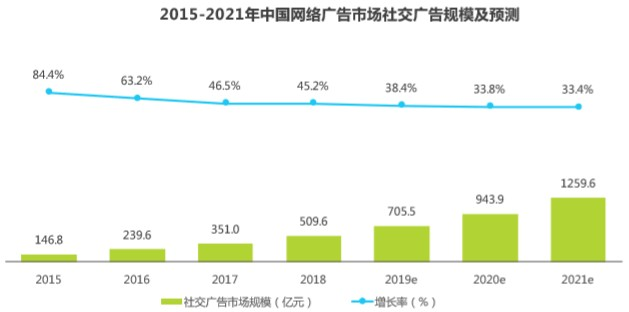 2015-2021年中国网络广告市场社交广告规模及预测
84.4% 63.2% 46.5% 45.2% 38.4% 33.8% 33.4%
146.8 239.6 351.0 509.6 705.5 943.9 1259.6
2015 2016 2017 2018 2019e 2020e 2021e
社交广告市场规模（亿元） 增长率（%）